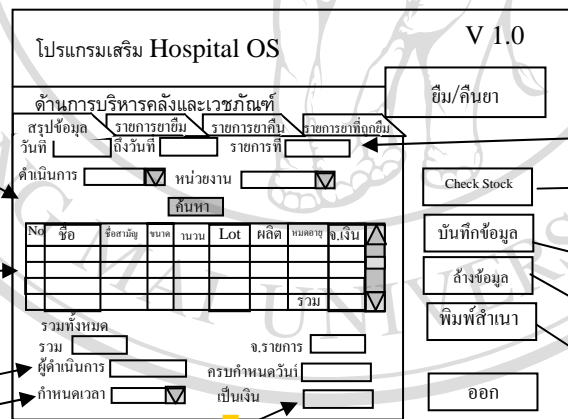 โปรแกรมเสริม Hospital OS V 1.0
ด้านการบริหารคลังและเวชภัณฑ์
ยืม/คืนยา
สรุปข้อมูล รายการยายืม รายการยาคืน รายการยาที่ถูกยืม
วันที่ ถึงวันที่ รายการที่
ดำเนินการ หน่วยงาน
ค้นหา
No ชื่อ ชื่อสามัญ ขนาด านวน Lot ผลิต หมดอายุ จ.เงิน
รวม
รวมทั้งหมด
รวม จ.รายการ
ผู้ดำเนินการ ครบกำหนดวันที่
กำหนดเวลา เป็นเงิน
Check Stock
บันทึกข้อมูล
ล้างข้อมูล
พิมพ์สำเนา
ออก